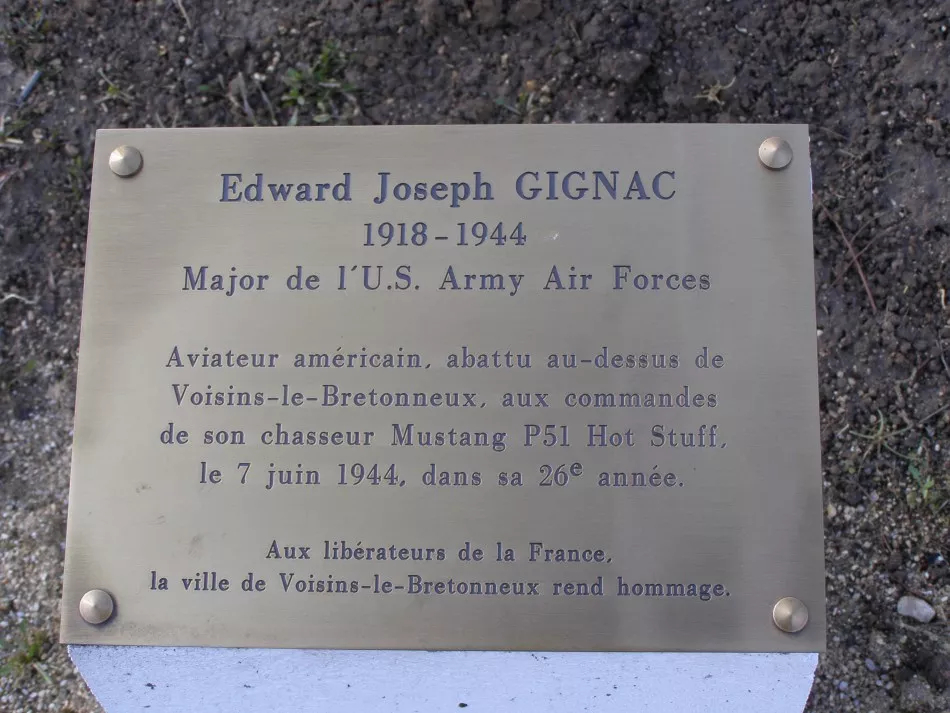 Edward Joseph GIGNAC
1918-1944
Major de l'U.S. Army Air Forces
Aviateur américain, abattu au-dessus de
Voisins-le-Bretonneux, aux commandes
de son chasseur Mustang P51 Hot Stuff,
le 7 juin 1944, dans sa 26e année.
Aux libérateurs de la France,
la ville de Voisins-le-Bretonneux rend hommage.